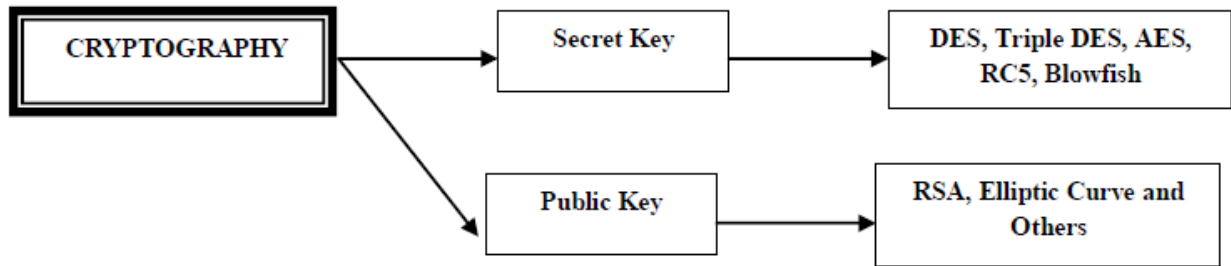 CRYPTOGRAPHY
Secret Key
DES, Triple DES, AES,
RC5, Blowfish
Public Key
RSA, Elliptic Curve and
Others